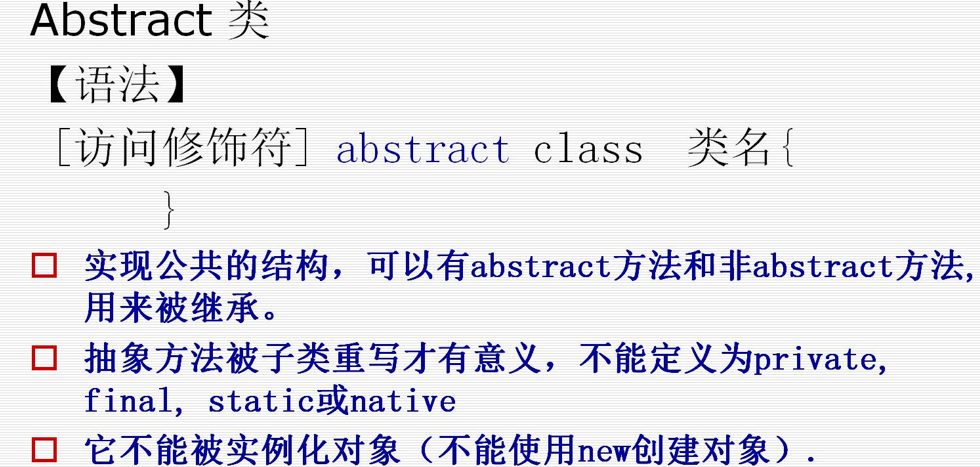 Abstract 类
【语法】
[访问修饰符] abstract class 类名{
}
实现公共的结构，可以有abstract方法和非abstract方法,
用来被继承。
抽象方法被子类重写才有意义，不能定义为private,
final, static或native
它不能被实例化对象（不能使用new创建对象）.